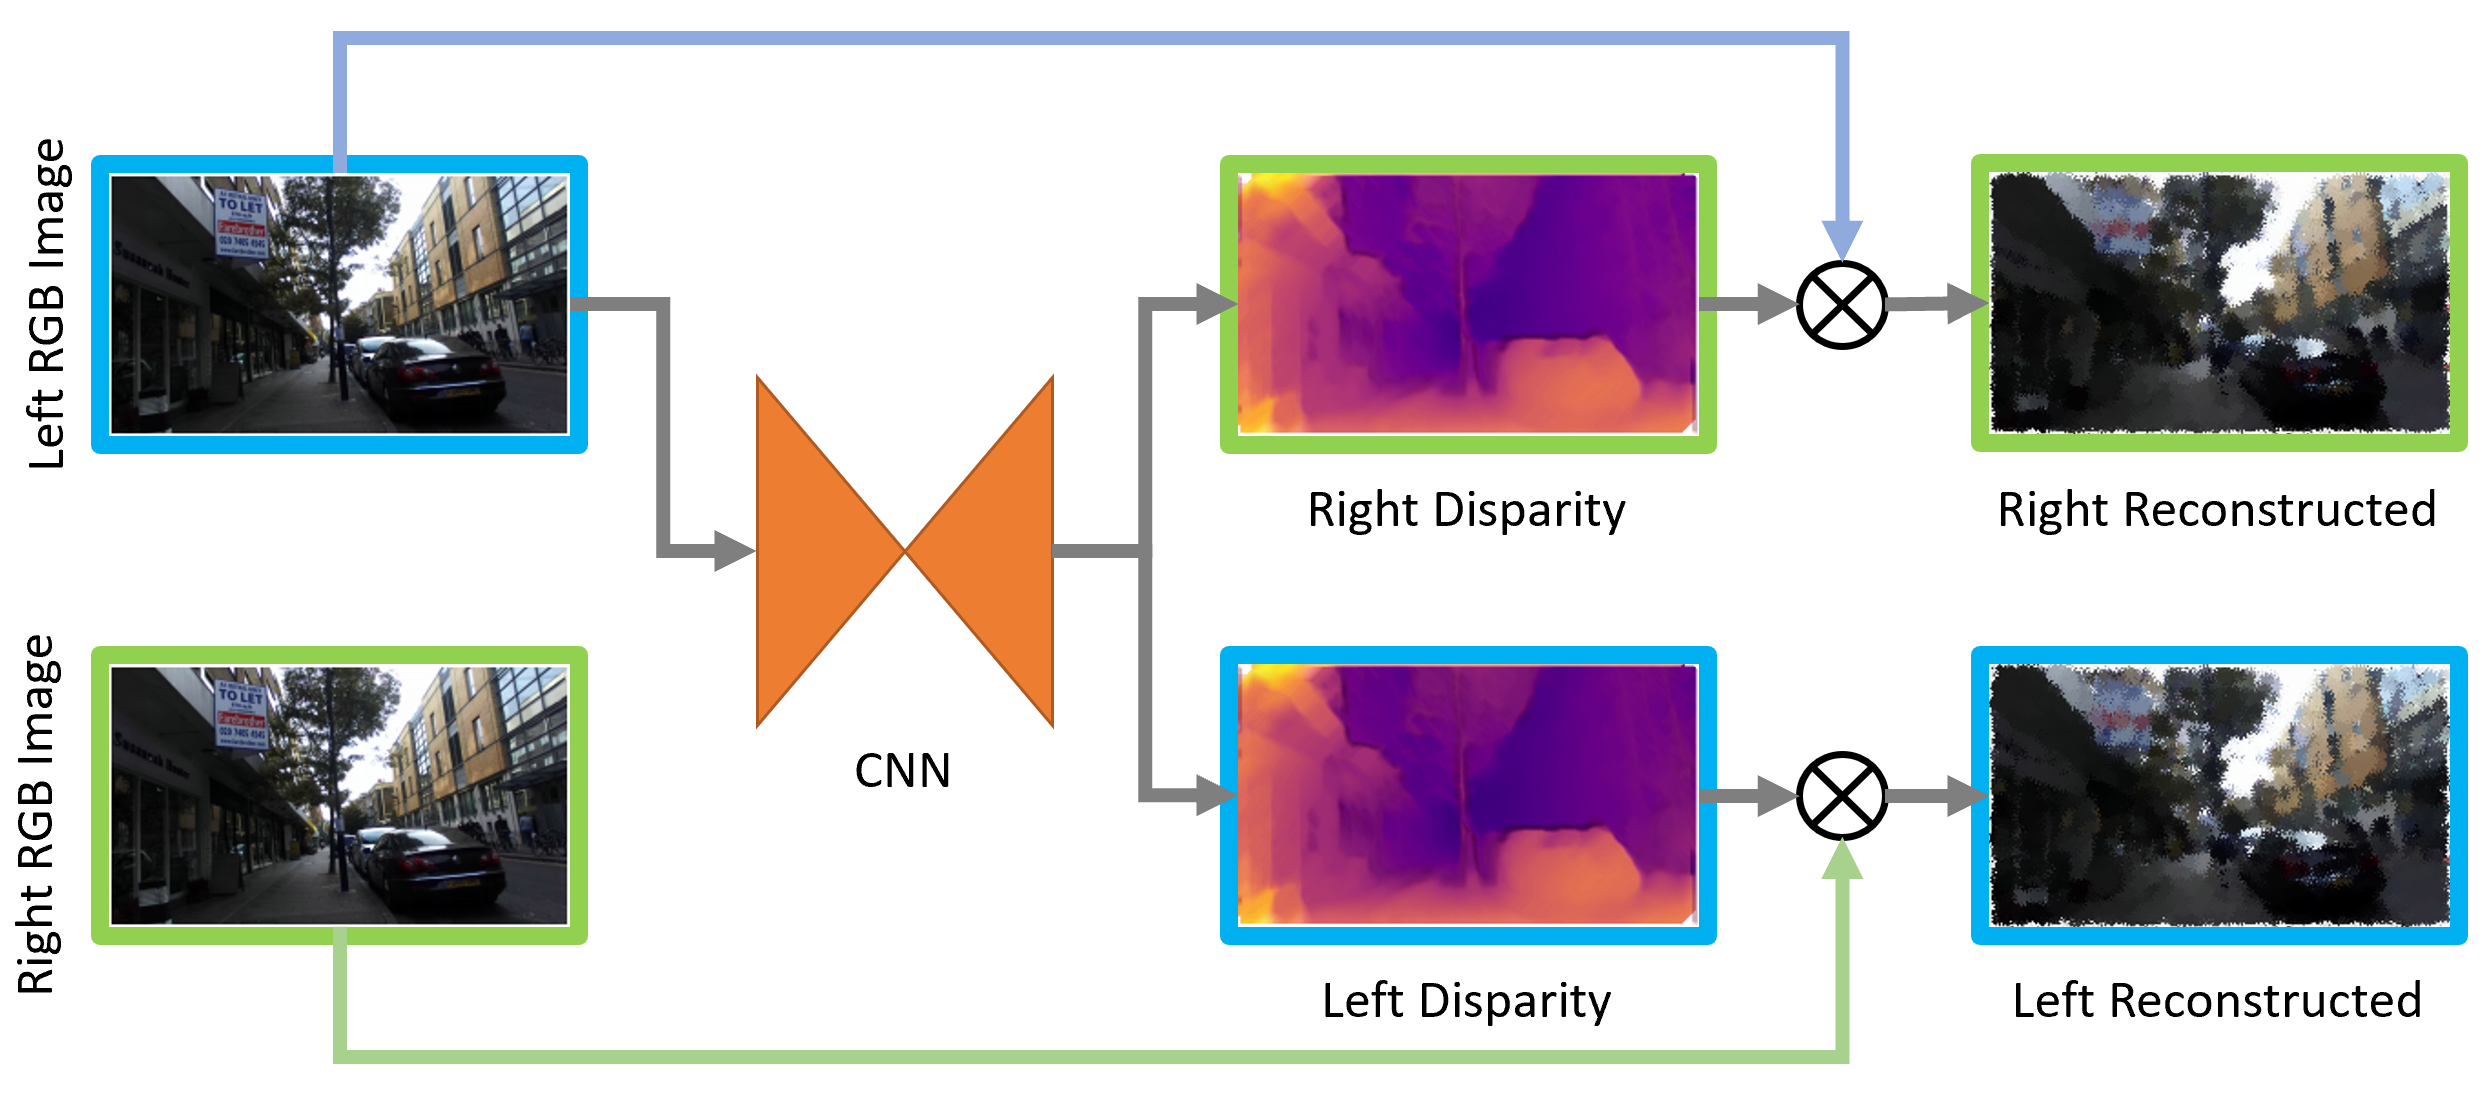 Left RGB Image
TO LET
Right Disparity
Right Reconstructed
Right RGB Image
TO LET
CNN
Left Disparity
Left Reconstructed